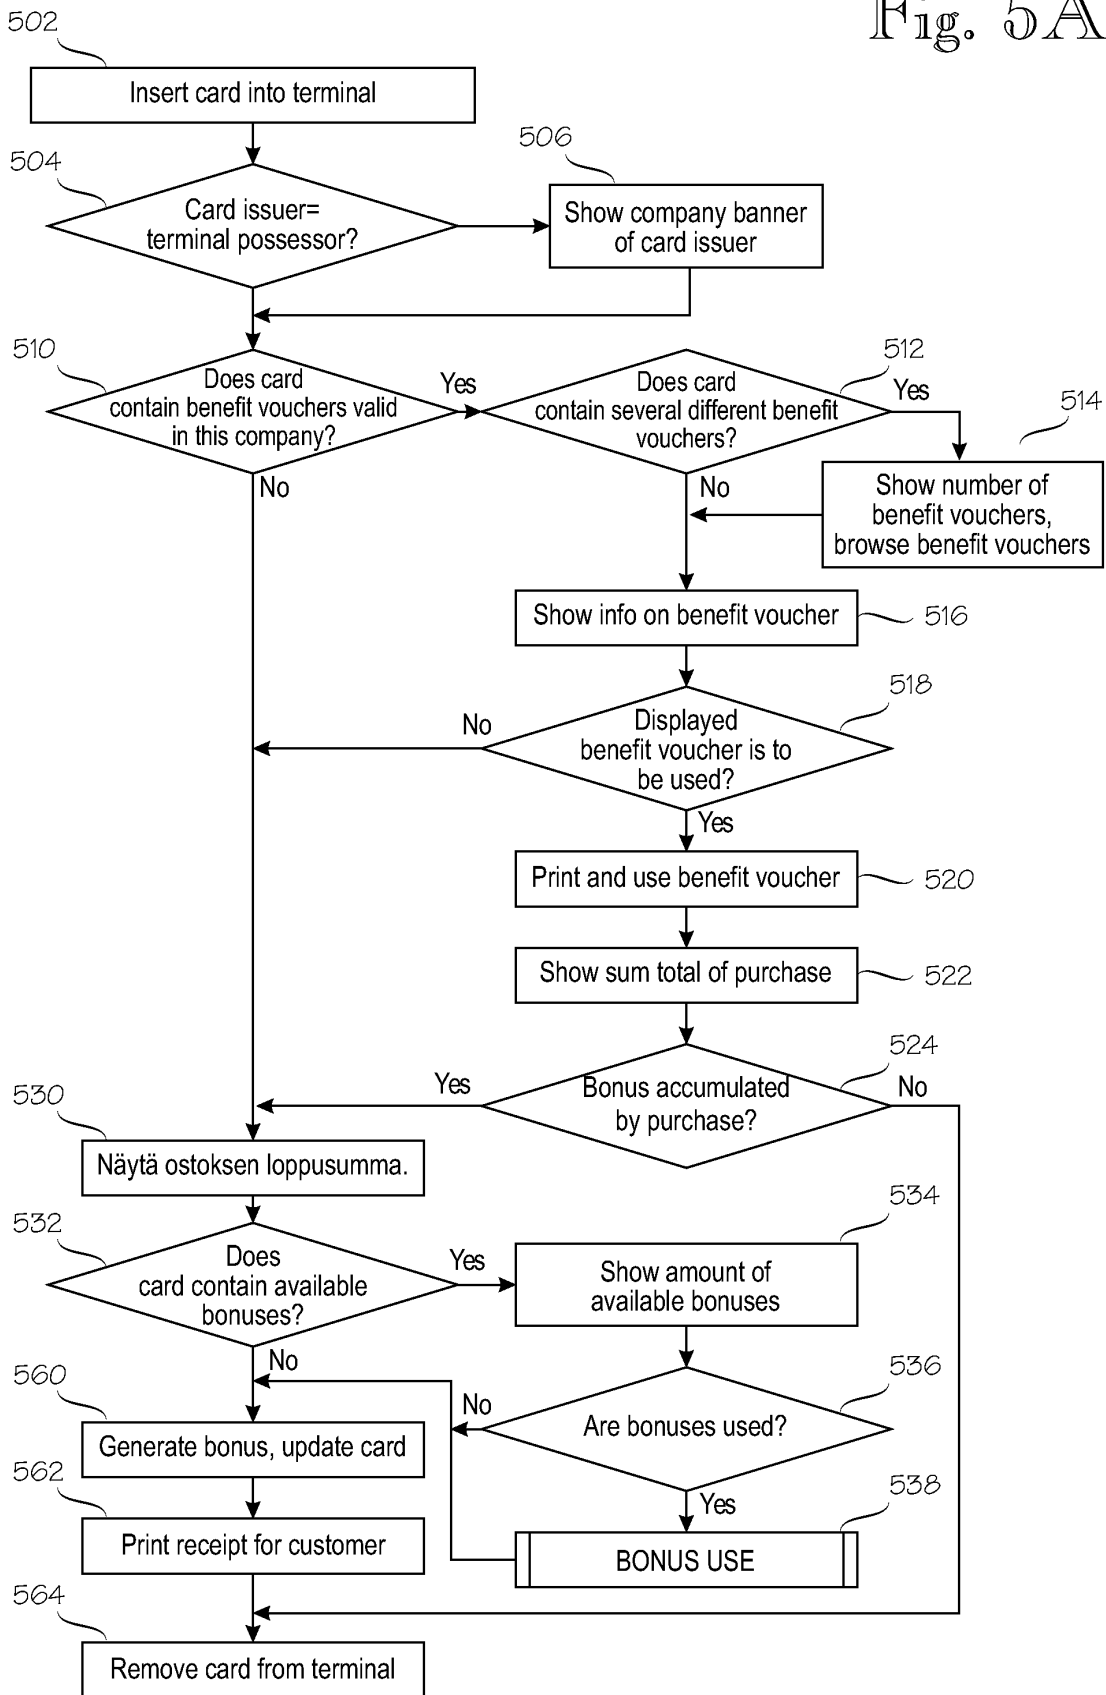 Fig. 5A
502
Insert card into terminal
504
Card issuer=
terminal possessor?
506
Show company banner
of card issuer
510
Does card
contain benefit vouchers valid
in this company?
Yes
No
512
Does card
contain several different benefit
vouchers?
Yes
No
514
Show number of
benefit vouchers,
browse benefit vouchers
Show info on benefit voucher
516
518
Displayed
benefit voucher is to
be used?
No
Yes
Print and use benefit voucher
520
Show sum total of purchase
522
524
Bonus accumulated
by purchase?
Yes
No
530
Näytä ostoksen loppusumma.
532
Does
card contain available
bonuses?
Yes
No
534
Show amount of
available bonuses
536
Are bonuses used?
No
Yes
538
BONUS USE
560
Generate bonus, update card
562
Print receipt for customer
564
Remove card from terminal